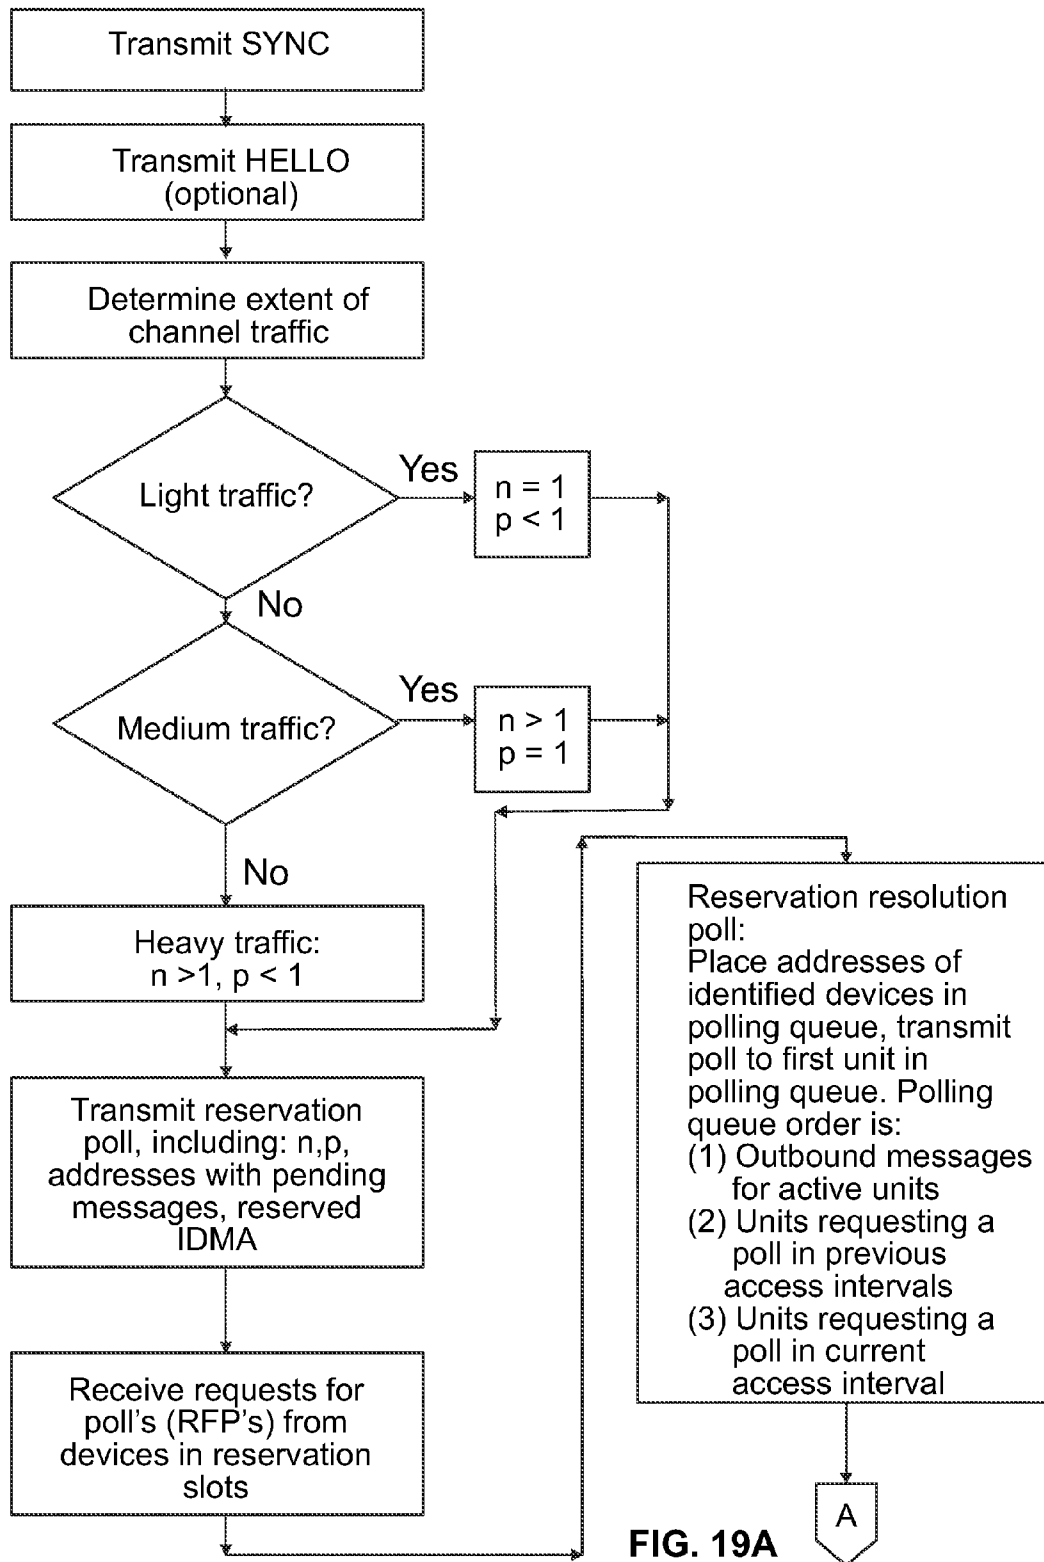 Transmit SYNC
Transmit HELLO
(optional)
Determine extent of
channel traffic
Light traffic?
Yes
n = 1
p < 1
No
Medium traffic?
Yes
n > 1
p = 1
No
Heavy traffic:
n >1, p < 1
Transmit reservation
poll, including: n,p,
addresses with pending
messages, reserved
IDMA
Receive requests for
poll's (RFP's) from
devices in reservation
slots
Reservation resolution
poll:
Place addresses of
identified devices in
polling queue, transmit
poll to first unit in
polling queue. Polling
queue order is:
(1) Outbound messages
for active units
(2) Units requesting a
poll in previous
access intervals
(3) Units requesting a
poll in current
access interval
A
FIG. 19A